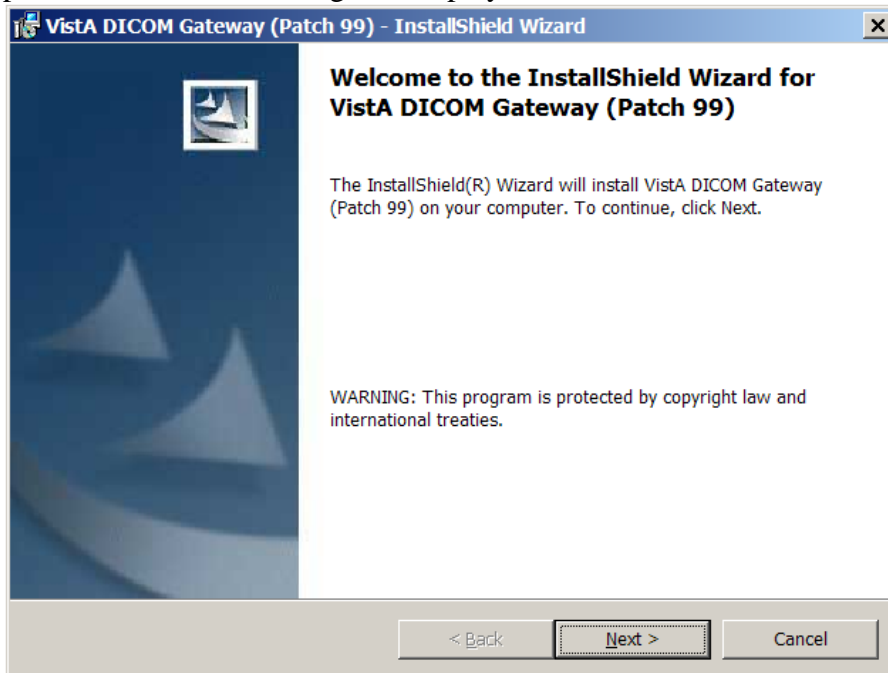 VistA DICOM Gateway (Patch 99) - InstallShield Wizard
Welcome to the InstallShield Wizard for
VistA DICOM Gateway (Patch 99)
The InstallShield(R) Wizard will install VistA DICOM Gateway
(Patch 99) on your computer. To continue, click Next.
WARNING: This program is protected by copyright law and
international treaties.
< Back
Next >
Cancel